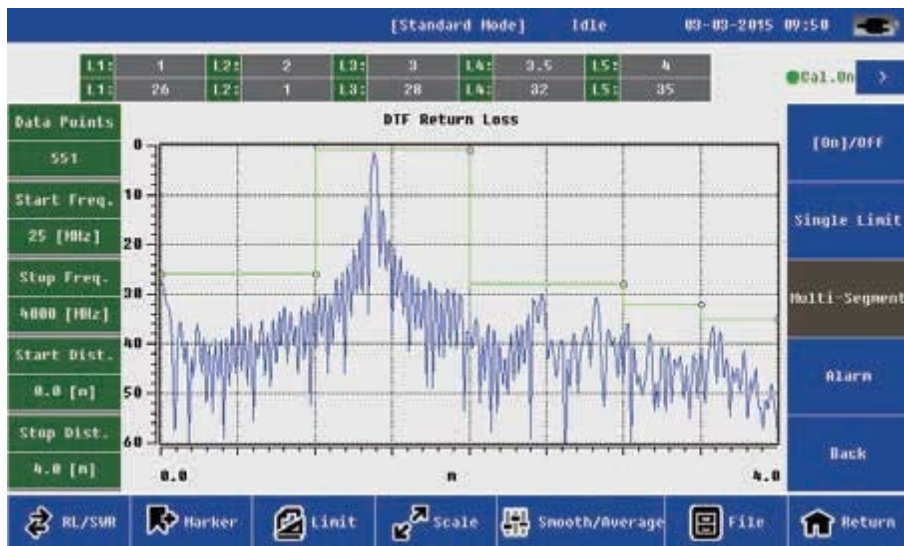 [Standard Mode] Idle 03-03-2015 09:50
L1: 1 L2: 2 L3: 3 L4: 3.5 L5: 4
L1: 26 L2: 1 L3: 28 L4: 32 L5: 35
Cal.On >
Data Points
551
Start Freq.
25 [MHz]
Stop Freq.
4000 [MHz]
Start Dist.
0.0 [m]
Stop Dist.
4.0 [m]
DTF Return Loss
0
10
20
30
40
50
60
0.0 m 4.0
[On]/Off
Single Limit
Multi-Segment
Alarm
Back
RL/SWR Marker Limit Scale Smooth/Average File Return